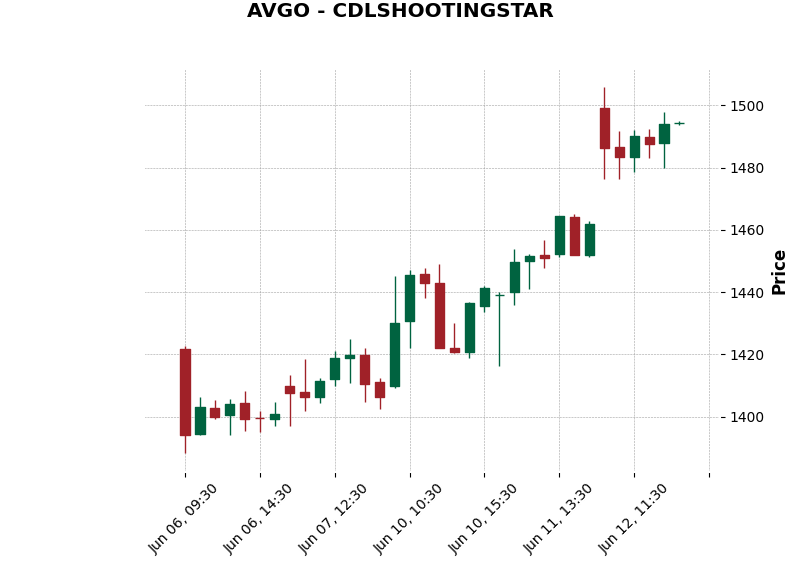 AVGO - CDLSHOOTINGSTAR
1500
1480
1460
1440
1420
1400
Price
Jun 06, 09:30
Jun 06, 14:30
Jun 07, 12:30
Jun 10, 10:30
Jun 10, 15:30
Jun 11, 13:30
Jun 12, 11:30